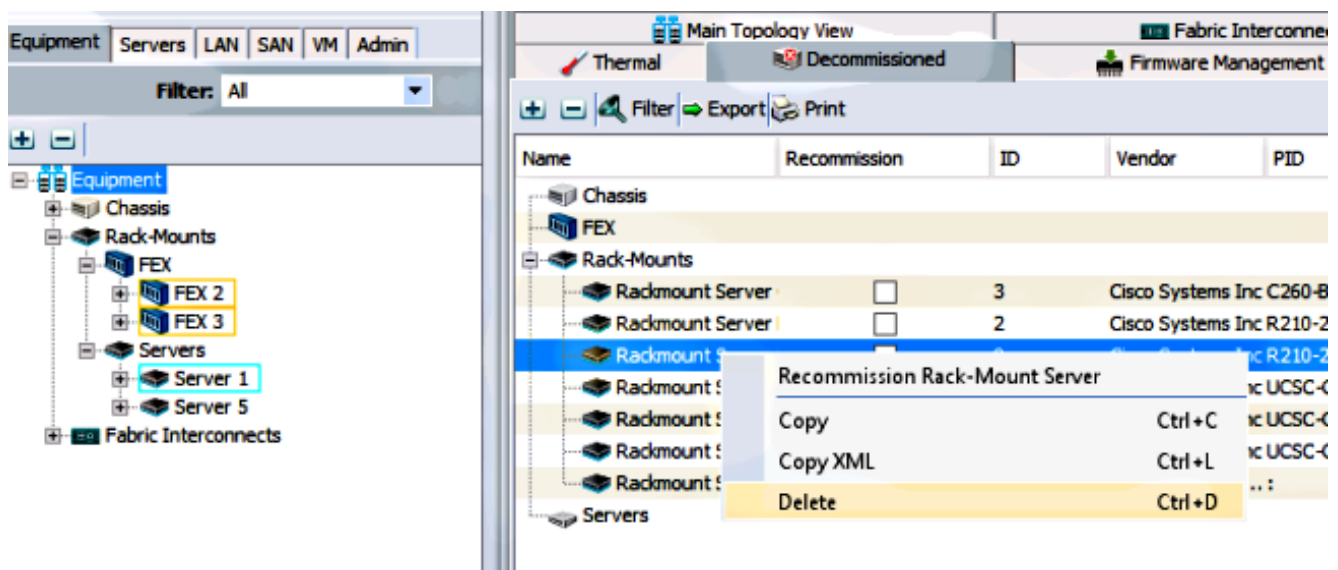 Equipment Servers LAN SAN VM Admin
Filter: All
Equipment
Chassis
Rack-Mounts
FEX
FEX 2
FEX 3
Servers
Server 1
Server 5
Fabric Interconnects
Main Topology View Fabric Interconne
Thermal Decommissioned Firmware Management
Filter Export Print
Name Recommission ID Vendor PID
Chassis
FEX
Rack-Mounts
Rackmount Server 3 Cisco Systems Inc C260-B
Rackmount Server 2 Cisco Systems Inc R210-2
Rackmount S nc R210-2
Rackmount S nc UCSC-C
Rackmount S nc UCSC-C
Rackmount S nc UCSC-C
Rackmount S ..:
Servers
Recommission Rack-Mount Server
Copy Ctrl+C
Copy XML Ctrl+L
Delete Ctrl+D